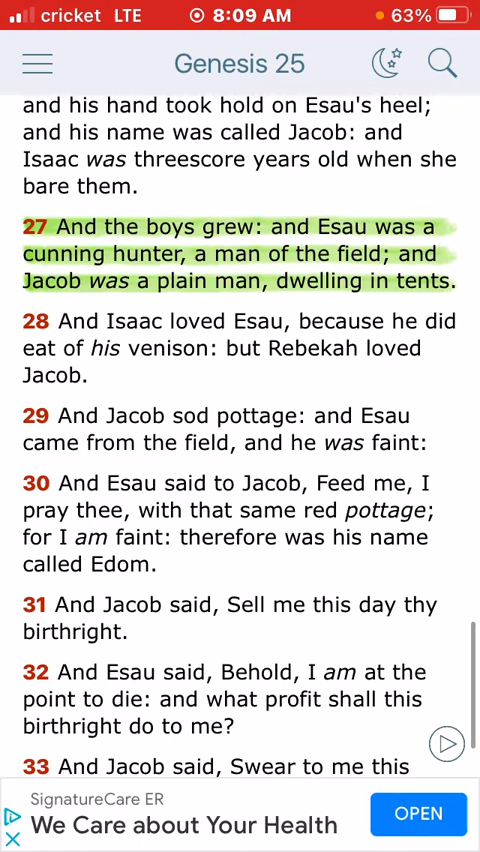 cricket LTE 8:09 AM 63%
Genesis 25
and his hand took hold on Esau's heel;
and his name was called Jacob: and
Isaac was threescore years old when she
bare them.
27 And the boys grew: and Esau was a
cunning hunter, a man of the field; and
Jacob was a plain man, dwelling in tents.
28 And Isaac loved Esau, because he did
eat of his venison: but Rebekah loved
Jacob.
29 And Jacob sod pottage: and Esau
came from the field, and he was faint:
30 And Esau said to Jacob, Feed me, I
pray thee, with that same red pottage;
for I am faint: therefore was his name
called Edom.
31 And Jacob said, Sell me this day thy
birthright.
32 And Esau said, Behold, I am at the
point to die: and what profit shall this
birthright do to me?
33 And Jacob said, Swear to me this
SignatureCare ER
We Care about Your Health
OPEN